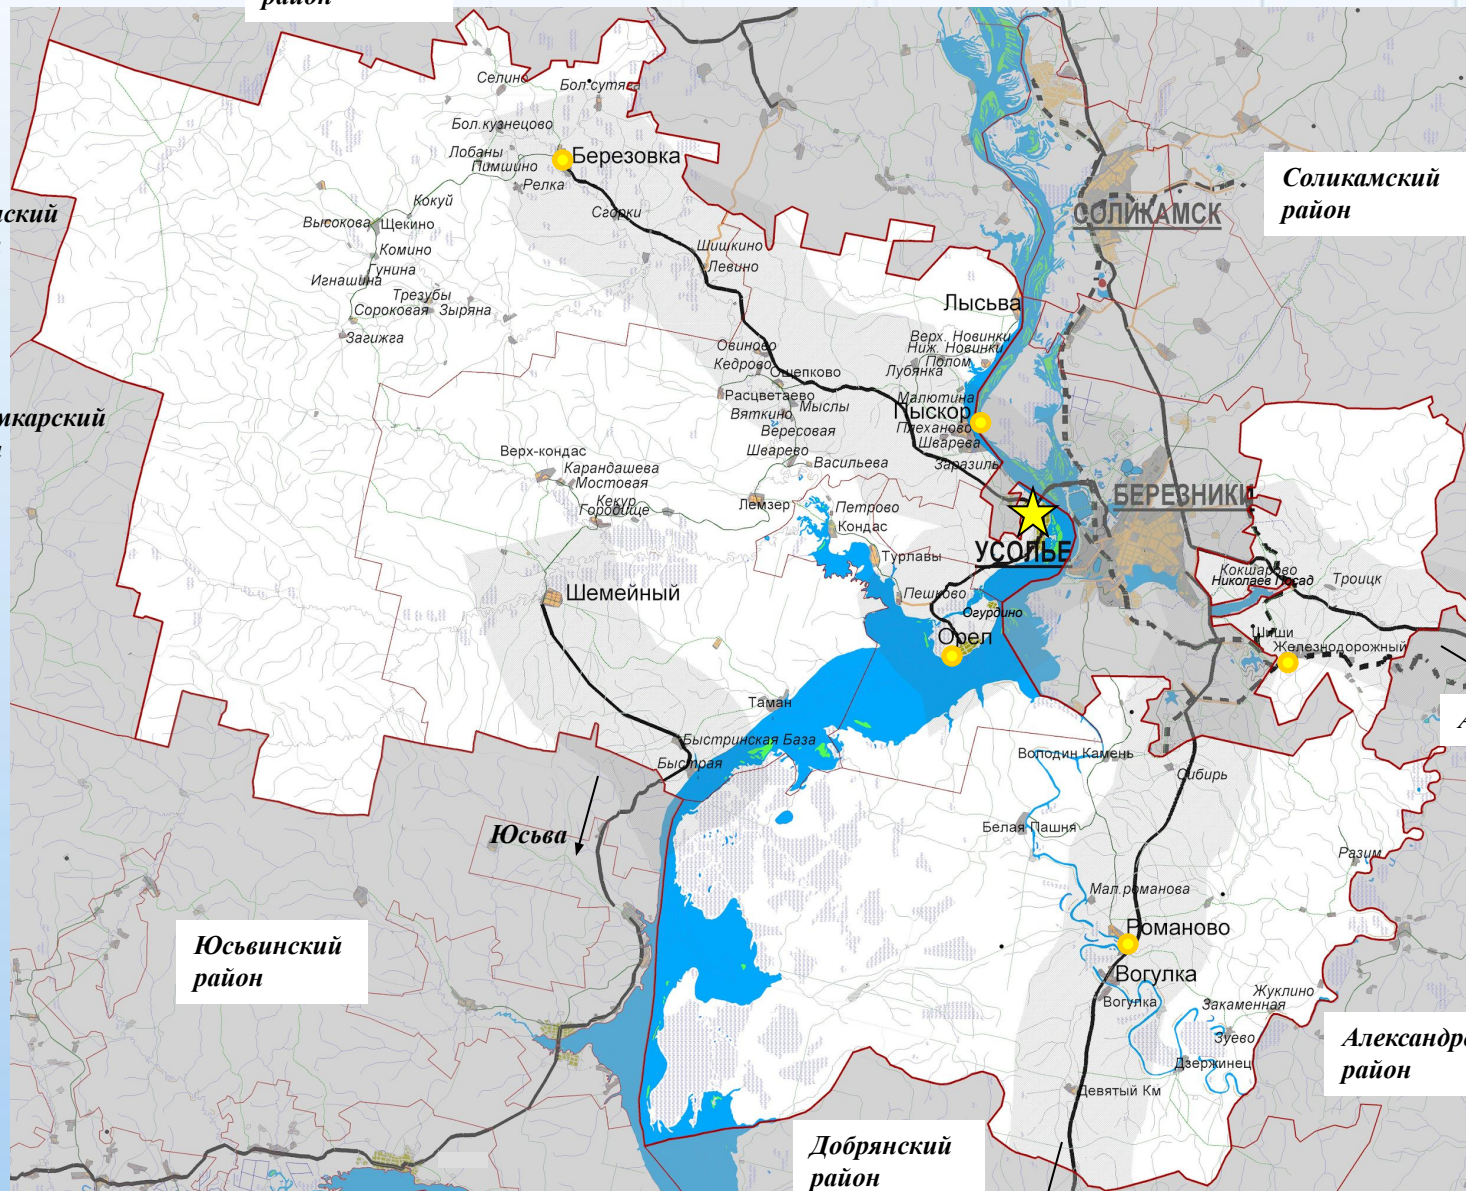 район
Селино
Бол.сутяга
Бол.кузнецово
Лобаны
Пимшино
Березовка
Релка
Соликамский
район
СОЛИКАМСК
Кокуй
Сгорки
Высокова
Щекино
Комино
Гунина
Игнашина
Трезубы
Сороковая
Зыряна
Загижга
Шишкино
Левино
Лысьва
Верх. Новинки
Ниж. Новинки
Полом
Лубянка
Овиново
Кедрово
Ощепково
Расцветаево
Мыслы
Вяткино
Вересовая
Малютина
Пыскор
Плеханово
Шварева
Заразилы
Шварево
Васильева
Верх-кондас
Карандашева
Мостовая
Кекур
Городище
Лемзер
Петрово
Кондас
Турлавы
БЕРЕЗНИКИ
УСОЛЬЕ
Шемейный
Пешково
Огурдино
Орел
Кокшарово
Николаев Посад
Троицк
Шиши
Железнодорожный
Таман
Быстринская База
Быстрая
Володин Камень
Сибирь
Юсьва
Белая Пашня
Разим
Мал.романова
Романово
Юсьвинский
район
Вогулка
Вогулка
Жуклино
Закаменная
Зуево
Дзержинец
Девятый Км
район
Добрянский
район